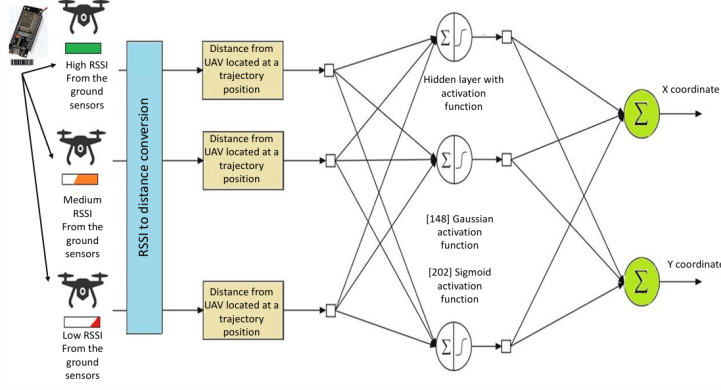 High RSSI
From the
ground
sensors
Medium
RSSI
From the
ground
sensors
Low RSSI
From the
ground
sensors
RSSI to distance conversion
Distance from
UAV located at a
trajectory
position
Distance from
UAV located at a
trajectory
position
Distance from
UAV located at a
trajectory
position
Σ
Hidden layer with
activation
function
Σ
[148] Gaussian
activation
function
[202] Sigmoid
activation
function
Σ
Σ
X coordinate
Σ
Y coordinate